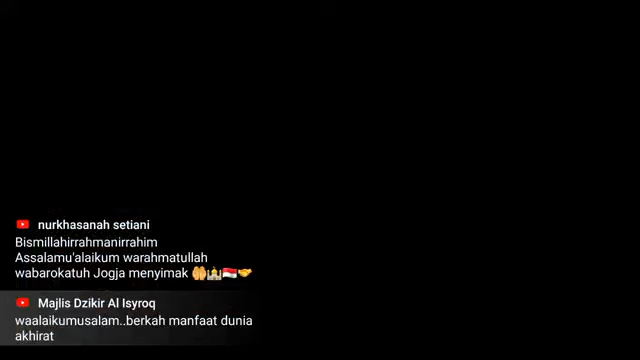 nurkhasanah setiani
Bismillahirrahmanirrahim
Assalamu'alaikum warahmatullah
wabarokatuh Jogja menyimak 🤲🕌🇮🇩🤝
Majlis Dzikir Al Isyroq
waalaikumusalam..berkah manfaat dunia
akhirat